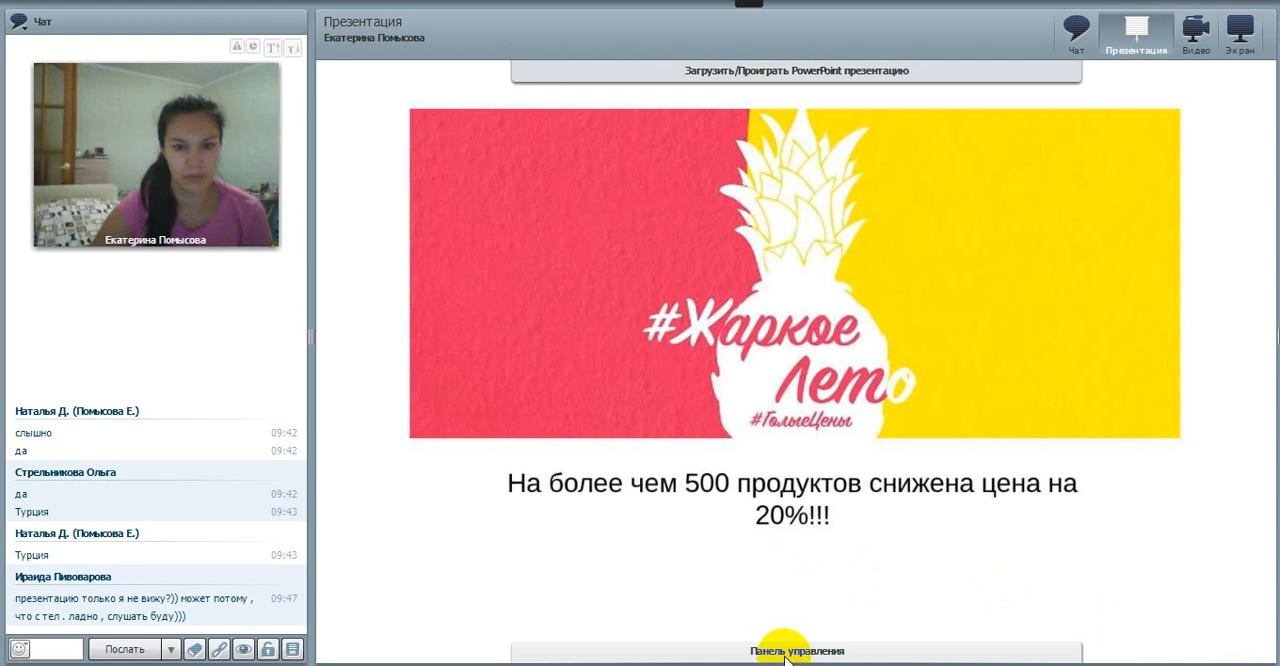 Чат
Екатерина Помысова
Наталья Д. (Помысова Е.)
слышно 09:42
да 09:42
Стрельникова Ольга
да 09:42
Турция 09:43
Наталья Д. (Помысова Е.)
Турция 09:43
Ираида Пивоварова
презентацию только я не вижу?)) может потому , 09:47
что с тел . ладно , слушать буду)))
Послать
Презентация
Екатерина Помысова
Чат
Презентация
Видео
Экран
Загрузить/Проиграть PowerPoint презентацию
#Жаркое
Лето
#ГолыеЦены
На более чем 500 продуктов снижена цена на
20%!!!
Панель управления